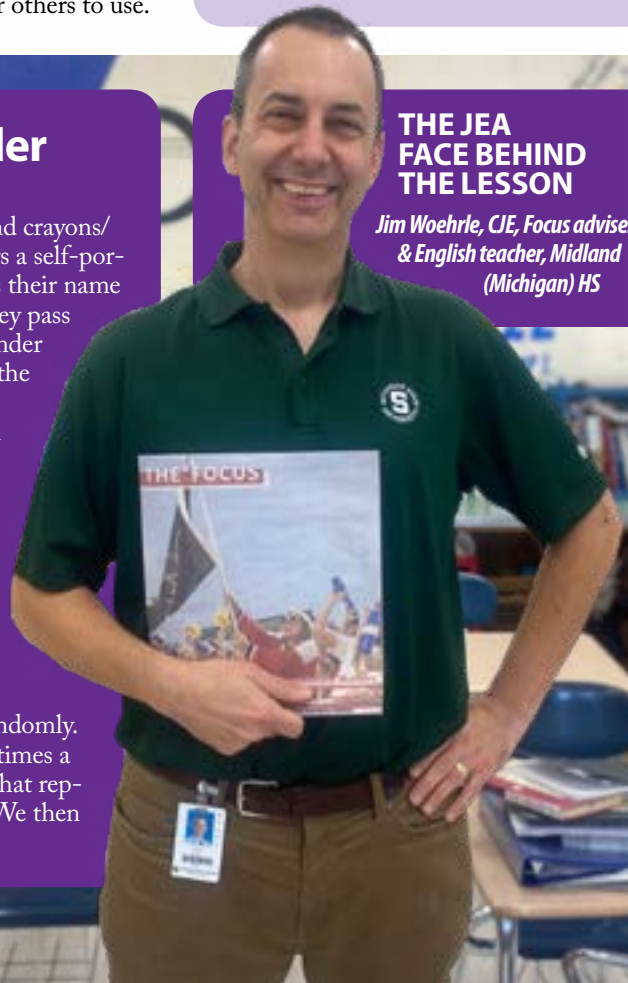 r others to use.
ler
nd crayons/
s a self-por-
their name
ey pass
nder
the
ndomly.
times a
hat rep-
We then
THE JEA
FACE BEHIND
THE LESSON
Jim Woehrle, CJE, Focus advise
& English teacher, Midland
(Michigan) HS
S
THE FOCUS